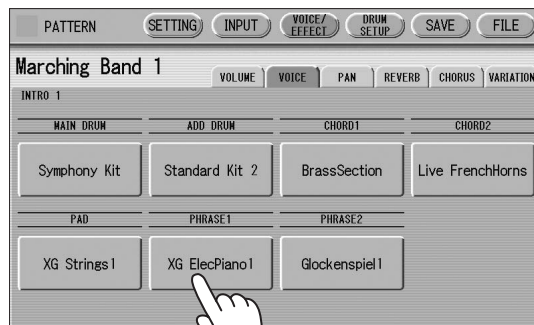 PATTERN SETTING INPUT VOICE/ EFFECT DRUM SETUP SAVE FILE
Marching Band 1 VOLUME VOICE PAN REVERB CHORUS VARIATION
INTRO 1
MAIN DRUM ADD DRUM CHORD1 CHORD2
Symphony Kit Standard Kit 2 BrassSection Live FrenchHorns
PAD PHRASE1 PHRASE2
XG Strings1 XG ElecPiano1 Glockenspiel1